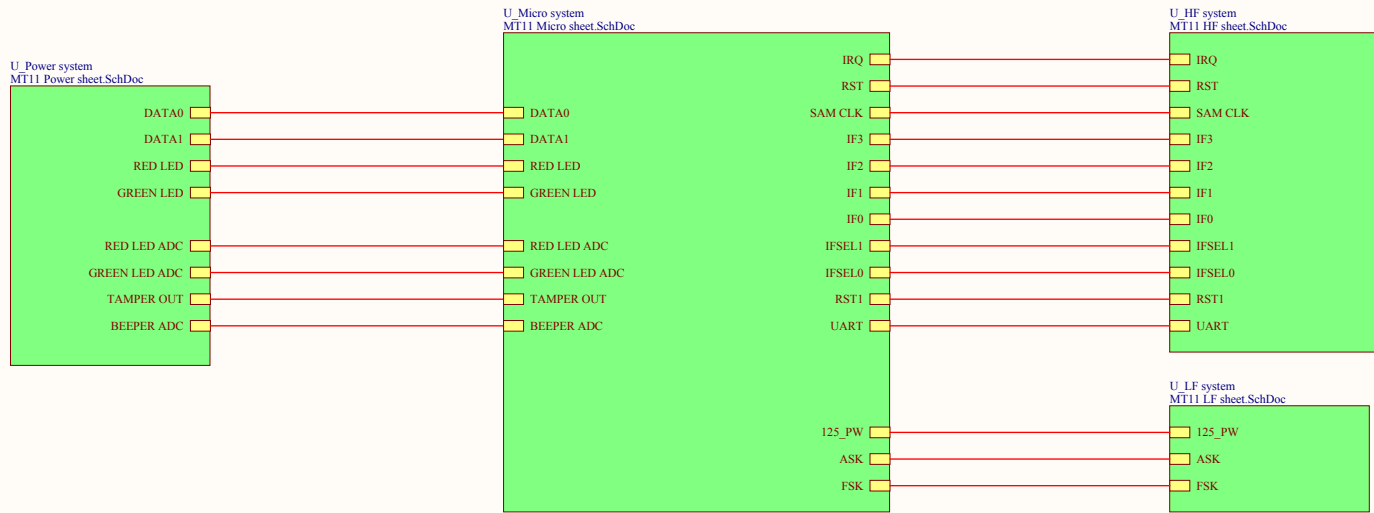 U_Power system
MT11 Power sheet.SchDoc
DATA0
DATA1
RED LED
GREEN LED
RED LED ADC
GREEN LED ADC
TAMPER OUT
BEEPER ADC
U_Micro system
MT11 Micro sheet.SchDoc
DATA0
DATA1
RED LED
GREEN LED
RED LED ADC
GREEN LED ADC
TAMPER OUT
BEEPER ADC
IRQ
RST
SAM CLK
IF3
IF2
IF1
IF0
IFSEL1
IFSEL0
RST1
UART
125_PW
ASK
FSK
U_HF system
MT11 HF sheet.SchDoc
IRQ
RST
SAM CLK
IF3
IF2
IF1
IF0
IFSEL1
IFSEL0
RST1
UART
U_LF system
MT11 LF sheet.SchDoc
125_PW
ASK
FSK